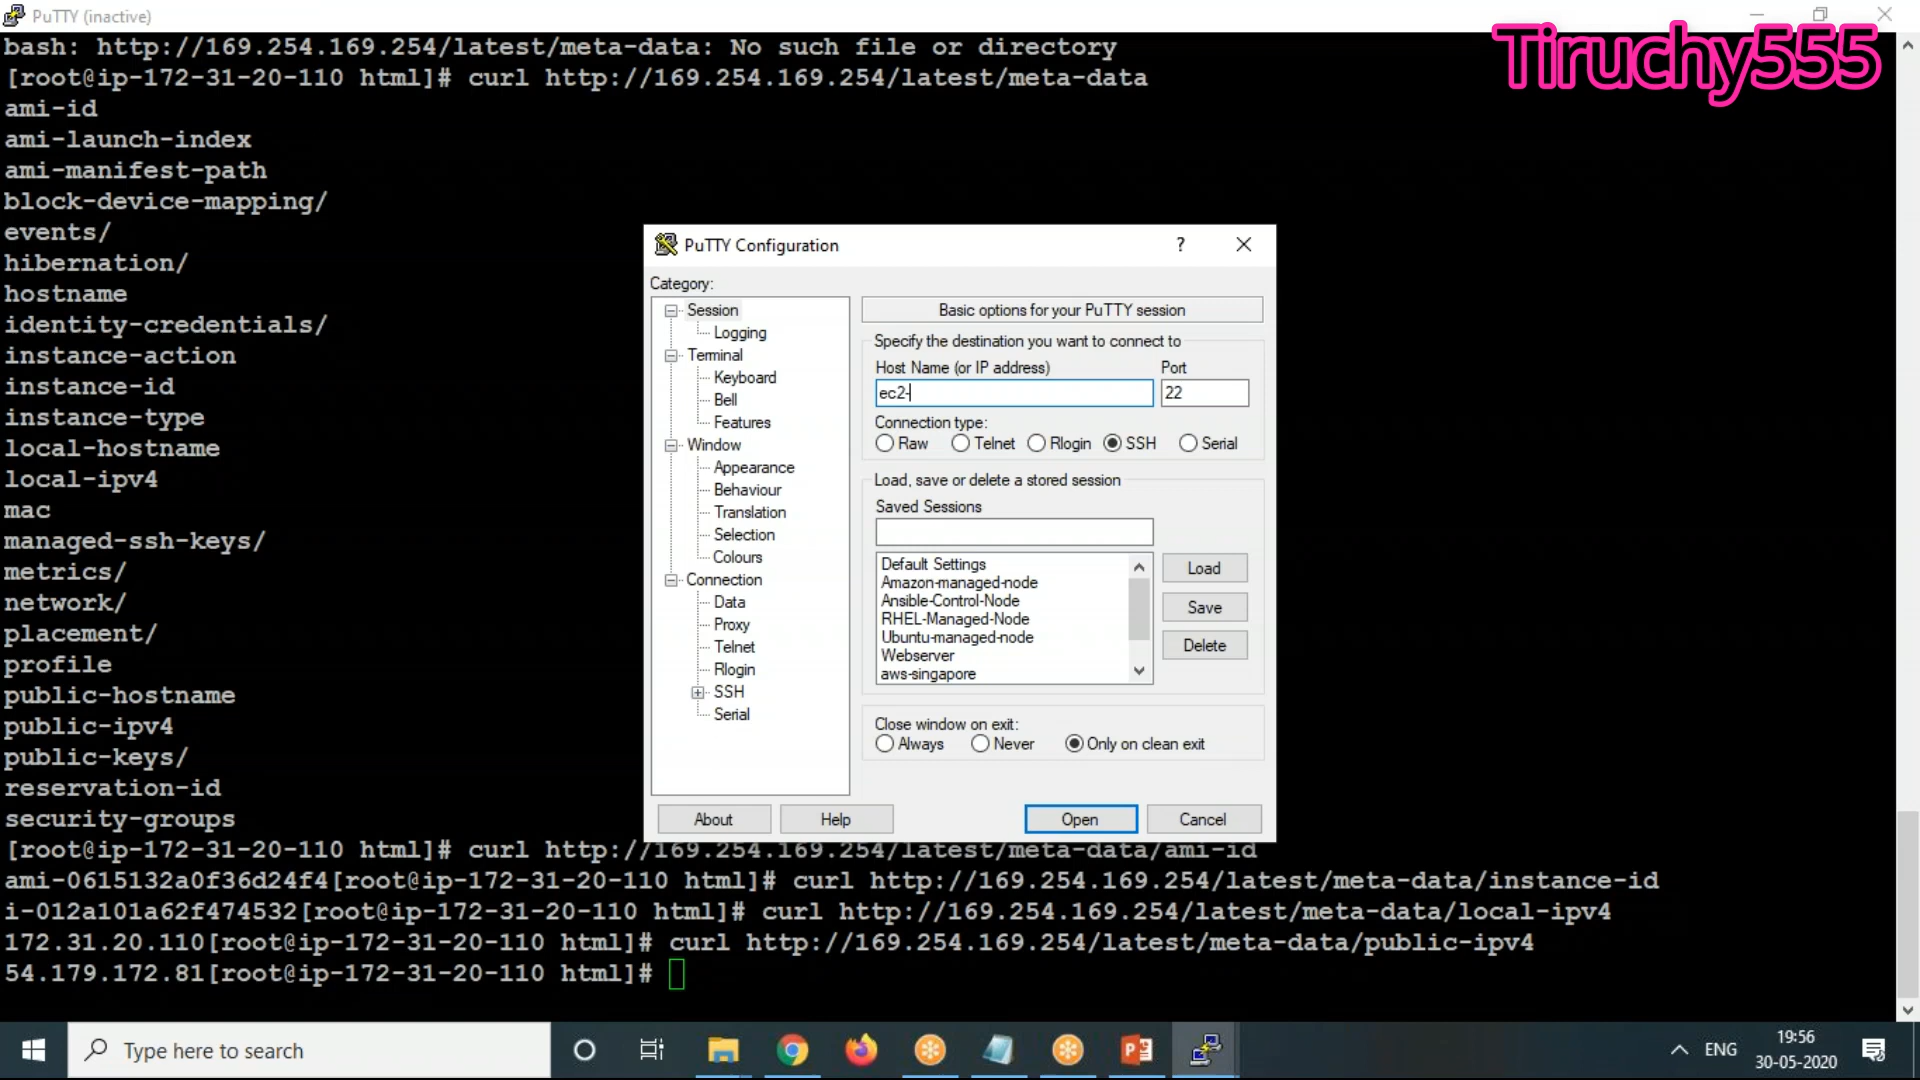 PuTTY (inactive)
Tiruchy555
bash: http://169.254.169.254/latest/meta-data: No such file or directory
[root@ip-172-31-20-110 html]# curl http://169.254.169.254/latest/meta-data
ami-id
ami-launch-index
ami-manifest-path
block-device-mapping/
events/
hibernation/
hostname
identity-credentials/
instance-action
instance-id
instance-type
local-hostname
local-ipv4
mac
managed-ssh-keys/
metrics/
network/
placement/
profile
public-hostname
public-ipv4
public-keys/
reservation-id
security-groups
[root@ip-172-31-20-110 html]# curl http://169.254.169.254/latest/meta-data/ami-id
ami-0615132a0f36d24f4[root@ip-172-31-20-110 html]# curl http://169.254.169.254/latest/meta-data/instance-id
i-012a101a62f474532[root@ip-172-31-20-110 html]# curl http://169.254.169.254/latest/meta-data/local-ipv4
172.31.20.110[root@ip-172-31-20-110 html]# curl http://169.254.169.254/latest/meta-data/public-ipv4
54.179.172.81[root@ip-172-31-20-110 html]#
PuTTY Configuration
?
Category:
Session
Logging
Terminal
Keyboard
Bell
Features
Window
Appearance
Behaviour
Translation
Selection
Colours
Connection
Data
Proxy
Telnet
Rlogin
SSH
Serial
Basic options for your PuTTY session
Specify the destination you want to connect to
Host Name (or IP address) Port
ec2- 22
Connection type:
Raw Telnet Rlogin SSH Serial
Load, save or delete a stored session
Saved Sessions
Default Settings
Amazon-managed-node
Ansible-Control-Node
RHEL-Managed-Node
Ubuntu-managed-node
Webserver
aws-singapore
Load
Save
Delete
Close window on exit:
Always Never Only on clean exit
About Help Open Cancel
Type here to search
ENG
19:56
30-05-2020